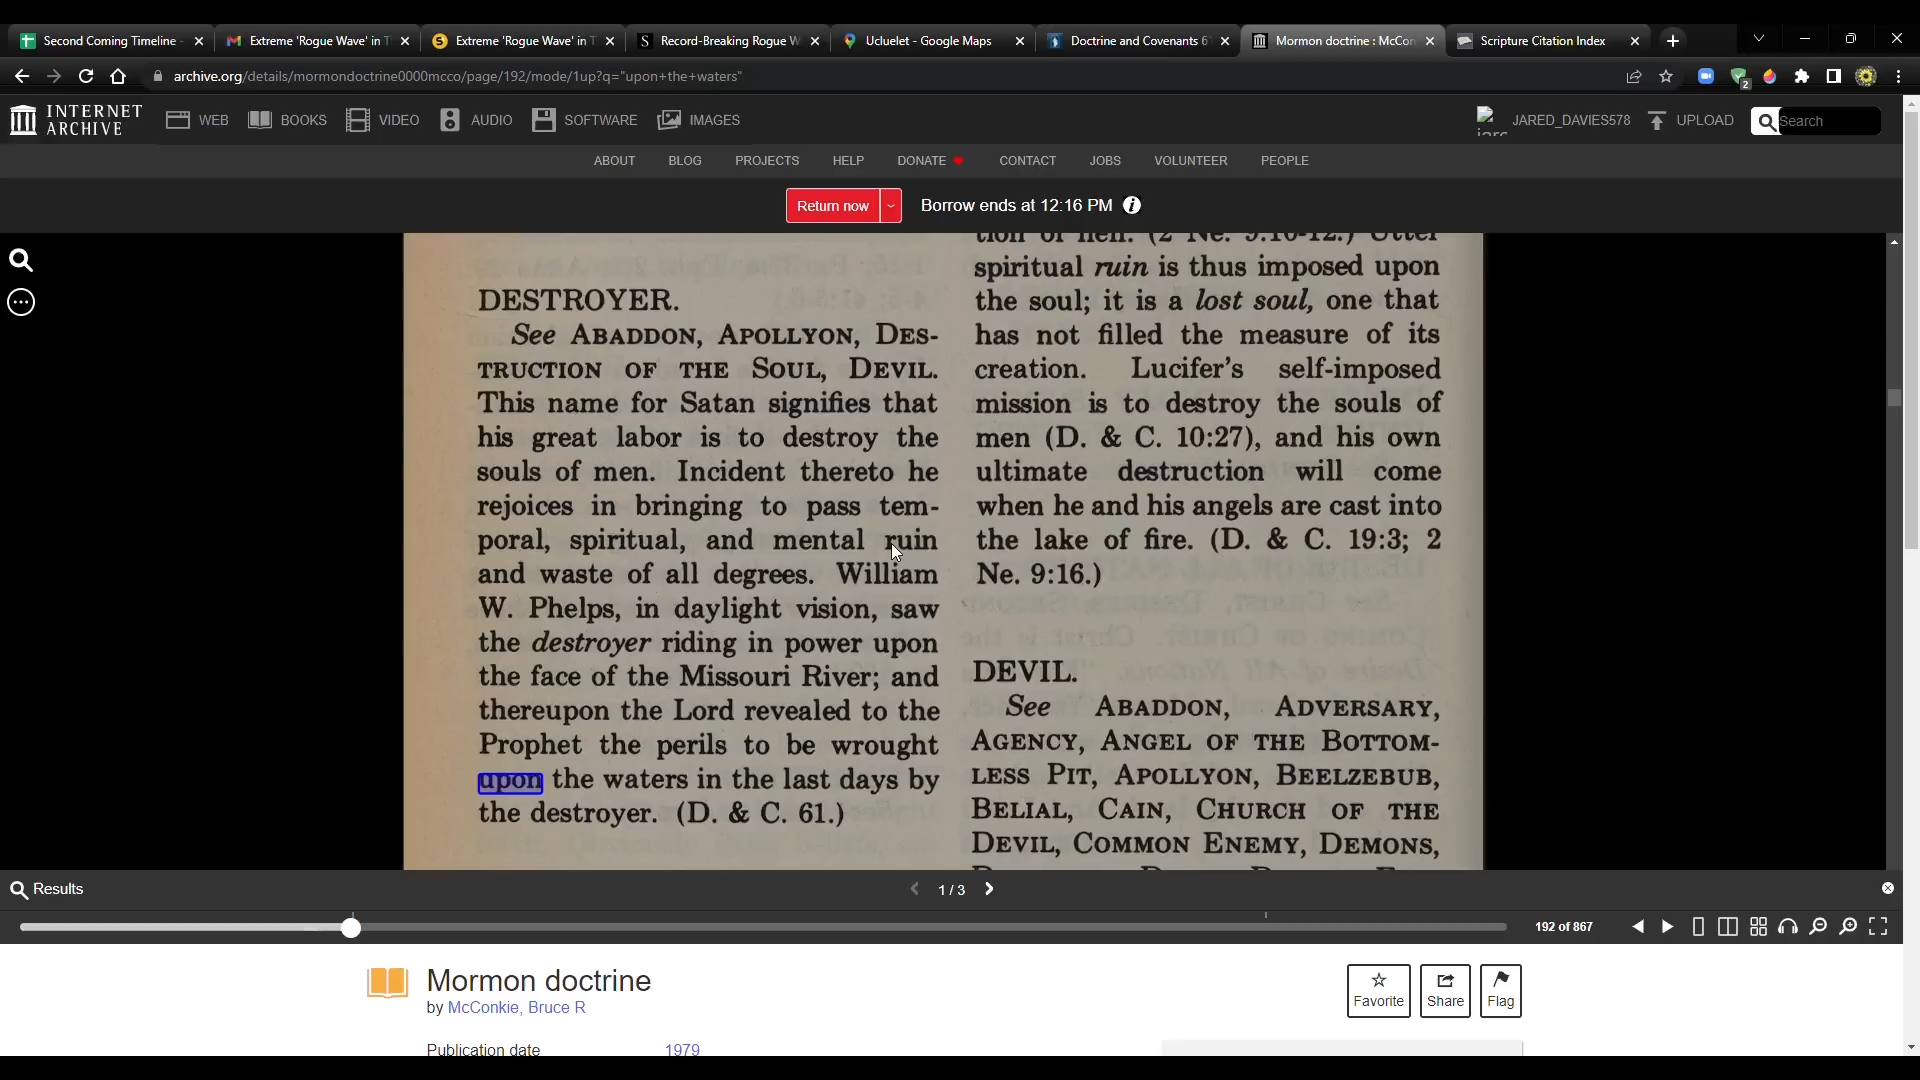 Second Coming Timeline -
Extreme 'Rogue Wave' in T
Extreme 'Rogue Wave' in T
Record-Breaking Rogue W
Ucluelet - Google Maps
Doctrine and Covenants 6
Mormon doctrine : McCon
Scripture Citation Index
archive.org/details/mormondoctrine0000mcco/page/192/mode/1up?q="upon+the+waters"
2
INTERNET ARCHIVE
WEB
BOOKS
VIDEO
AUDIO
SOFTWARE
IMAGES
JARED_DAVIES578
UPLOAD
Search
ABOUT
BLOG
PROJECTS
HELP
DONATE
CONTACT
JOBS
VOLUNTEER
PEOPLE
Return now
Borrow ends at 12:16 PM
DESTROYER.
See ABADDON, APOLLYON, DES-
TRUCTION OF THE SOUL, DEVIL.
This name for Satan signifies that
his great labor is to destroy the
souls of men. Incident thereto he
rejoices in bringing to pass tem-
poral, spiritual, and mental ruin
and waste of all degrees. William
W. Phelps, in daylight vision, saw
the destroyer riding in power upon
the face of the Missouri River; and
thereupon the Lord revealed to the
Prophet the perils to be wrought
upon the waters in the last days by
the destroyer. (D. & C. 61.)
tion of hell. (2 Ne. 9:10-12.) Utter
spiritual ruin is thus imposed upon
the soul; it is a lost soul, one that
has not filled the measure of its
creation. Lucifer's self-imposed
mission is to destroy the souls of
men (D. & C. 10:27), and his own
ultimate destruction will come
when he and his angels are cast into
the lake of fire. (D. & C. 19:3; 2
Ne. 9:16.)
DEVIL.
See ABADDON, ADVERSARY,
AGENCY, ANGEL OF THE BOTTOM-
LESS PIT, APOLLYON, BEELZEBUB,
BELIAL, CAIN, CHURCH OF THE
DEVIL, COMMON ENEMY, DEMONS,
Results
1 / 3
192 of 867
Mormon doctrine
by McConkie, Bruce R
Favorite
Share
Flag
Publication date
1979